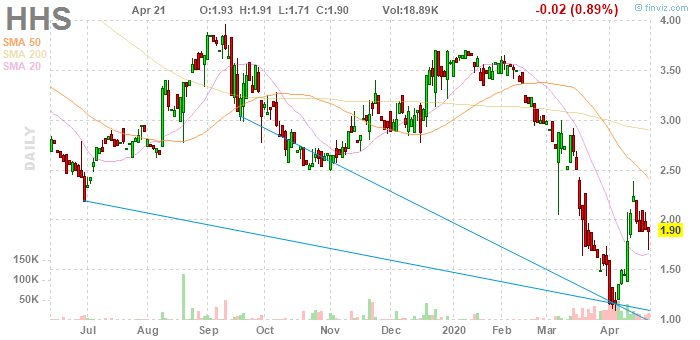 HHS Apr 21 O:1.93 H:1.91 L:1.71 C:1.90 Vol:18.89K -0.02 (0.89%) © finviz.com
SMA 50
SMA 200
SMA 20
DAILY
4.00
3.50
3.00
2.50
2.00
1.90
1.50
1.00
150K
100K
50K
Jul Aug Sep Oct Nov Dec 2020 Feb Mar Apr